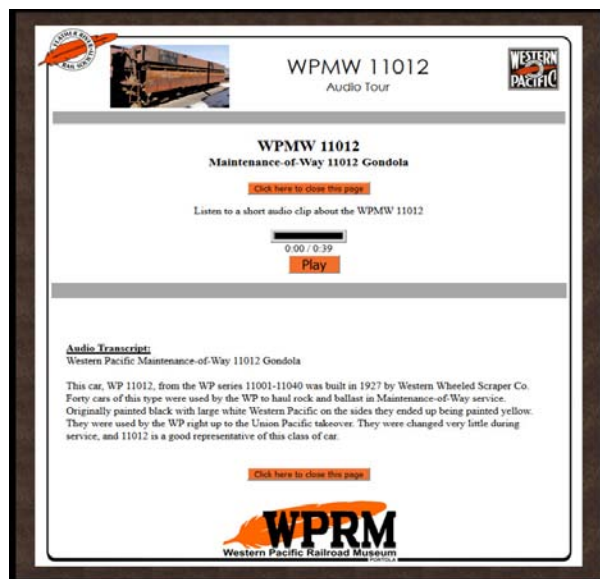 FEATHER RIVER
RAIL SOCIETY
WPMW 11012
Audio Tour
WESTERN
PACIFIC
WPMW 11012
Maintenance-of-Way 11012 Gondola
Click here to close this page
Listen to a short audio clip about the WPMW 11012
0:00 / 0:39
Play
Audio Transcript:
Western Pacific Maintenance-of-Way 11012 Gondola
This car, WP 11012, from the WP series 11001-11040 was built in 1927 by Western Wheeled Scraper Co.
Forty cars of this type were used by the WP to haul rock and ballast in Maintenance-of-Way service.
Originally painted black with large white Western Pacific on the sides they ended up being painted yellow.
They were used by the WP right up to the Union Pacific takeover. They were changed very little during
service, and 11012 is a good representative of this class of car.
Click here to close this page
WPRM
Western Pacific Railroad Museum
PORTOLA